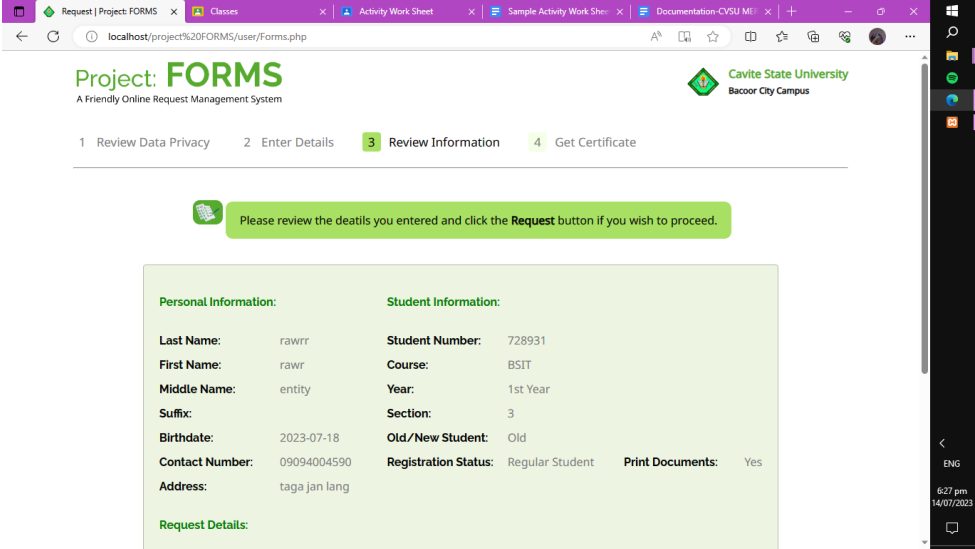 Request | Project: FORMS
Classes
Activity Work Sheet
Sample Activity Work Shee
Documentation-CVSU MEF
localhost/project%20FORMS/user/Forms.php
Project: FORMS
A Friendly Online Request Management System
Cavite State University
Bacoor City Campus
1 Review Data Privacy 2 Enter Details 3 Review Information 4 Get Certificate
Please review the deatils you entered and click the Request button if you wish to proceed.
Personal Information: Student Information:
Last Name: rawrr Student Number: 728931
First Name: rawr Course: BSIT
Middle Name: entity Year: 1st Year
Suffix: Section: 3
Birthdate: 2023-07-18 Old/New Student: Old
Contact Number: 09094004590 Registration Status: Regular Student Print Documents: Yes
Address: taga jan lang
Request Details:
ENG
6:27 pm
14/07/2023